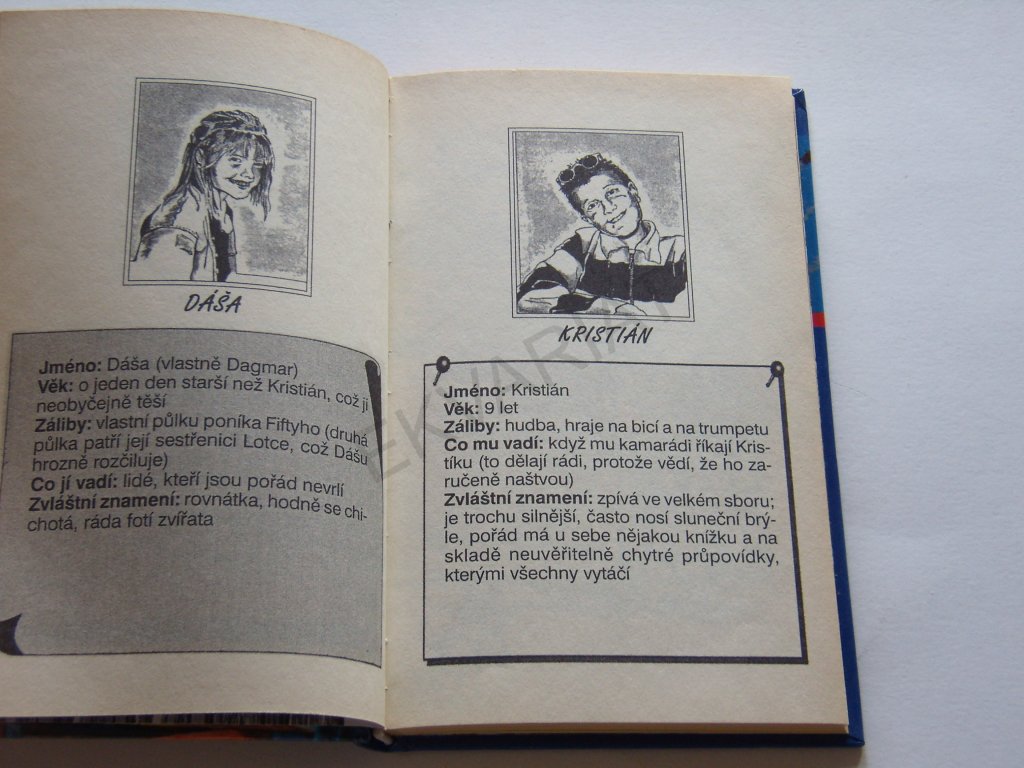 DÁŠA
Jméno: Dáša (vlastně Dagmar)
Věk: o jeden den starší než Kristián, což ji
neobyčejně těší
Záliby: vlastní půlku poníka Fiftyho (druhá
půlka patří její sestřenici Lotce, což Dášu
hrozně rozčiluje)
Co jí vadí: lidé, kteří jsou pořád nevrlí
Zvláštní znamení: rovnátka, hodně se chi-
chotá, ráda fotí zvířata
KRISTIÁN
Jméno: Kristián
Věk: 9 let
Záliby: hudba, hraje na bicí a na trumpetu
Co mu vadí: když mu kamarádi říkají Kris-
tíku (to dělají rádi, protože vědí, že ho za-
ručeně naštvou)
Zvláštní znamení: zpívá ve velkém sboru;
je trochu silnější, často nosí sluneční brý-
le, pořád má u sebe nějakou knížku a na
skladě neuvěřitelně chytré průpovídky,
kterými všechny vytáčí